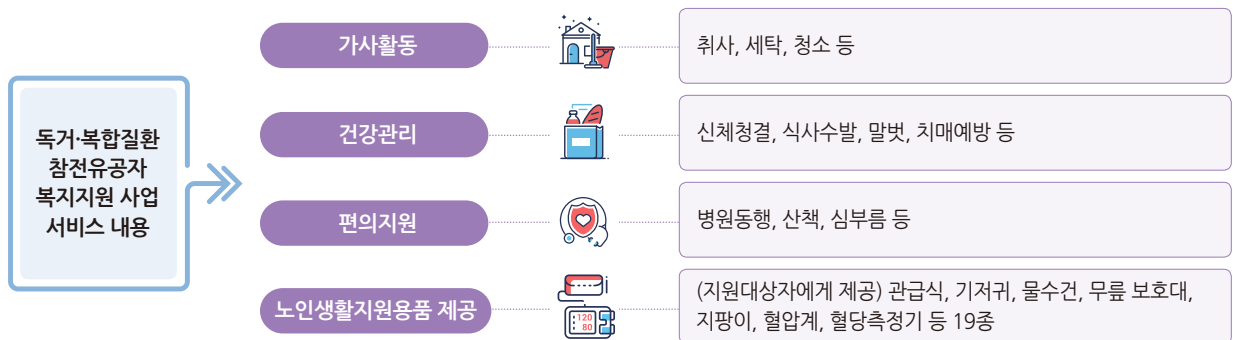 독거·복합질환
참전유공자
복지지원 사업
서비스 내용
가사활동
취사, 세탁, 청소 등
건강관리
신체청결, 식사수발, 말벗, 치매예방 등
편의지원
병원동행, 산책, 심부름 등
노인생활지원용품 제공
120
80
(지원대상자에게 제공) 관급식, 기저귀, 물수건, 무릎 보호대,
지팡이, 혈압계, 혈당측정기 등 19종